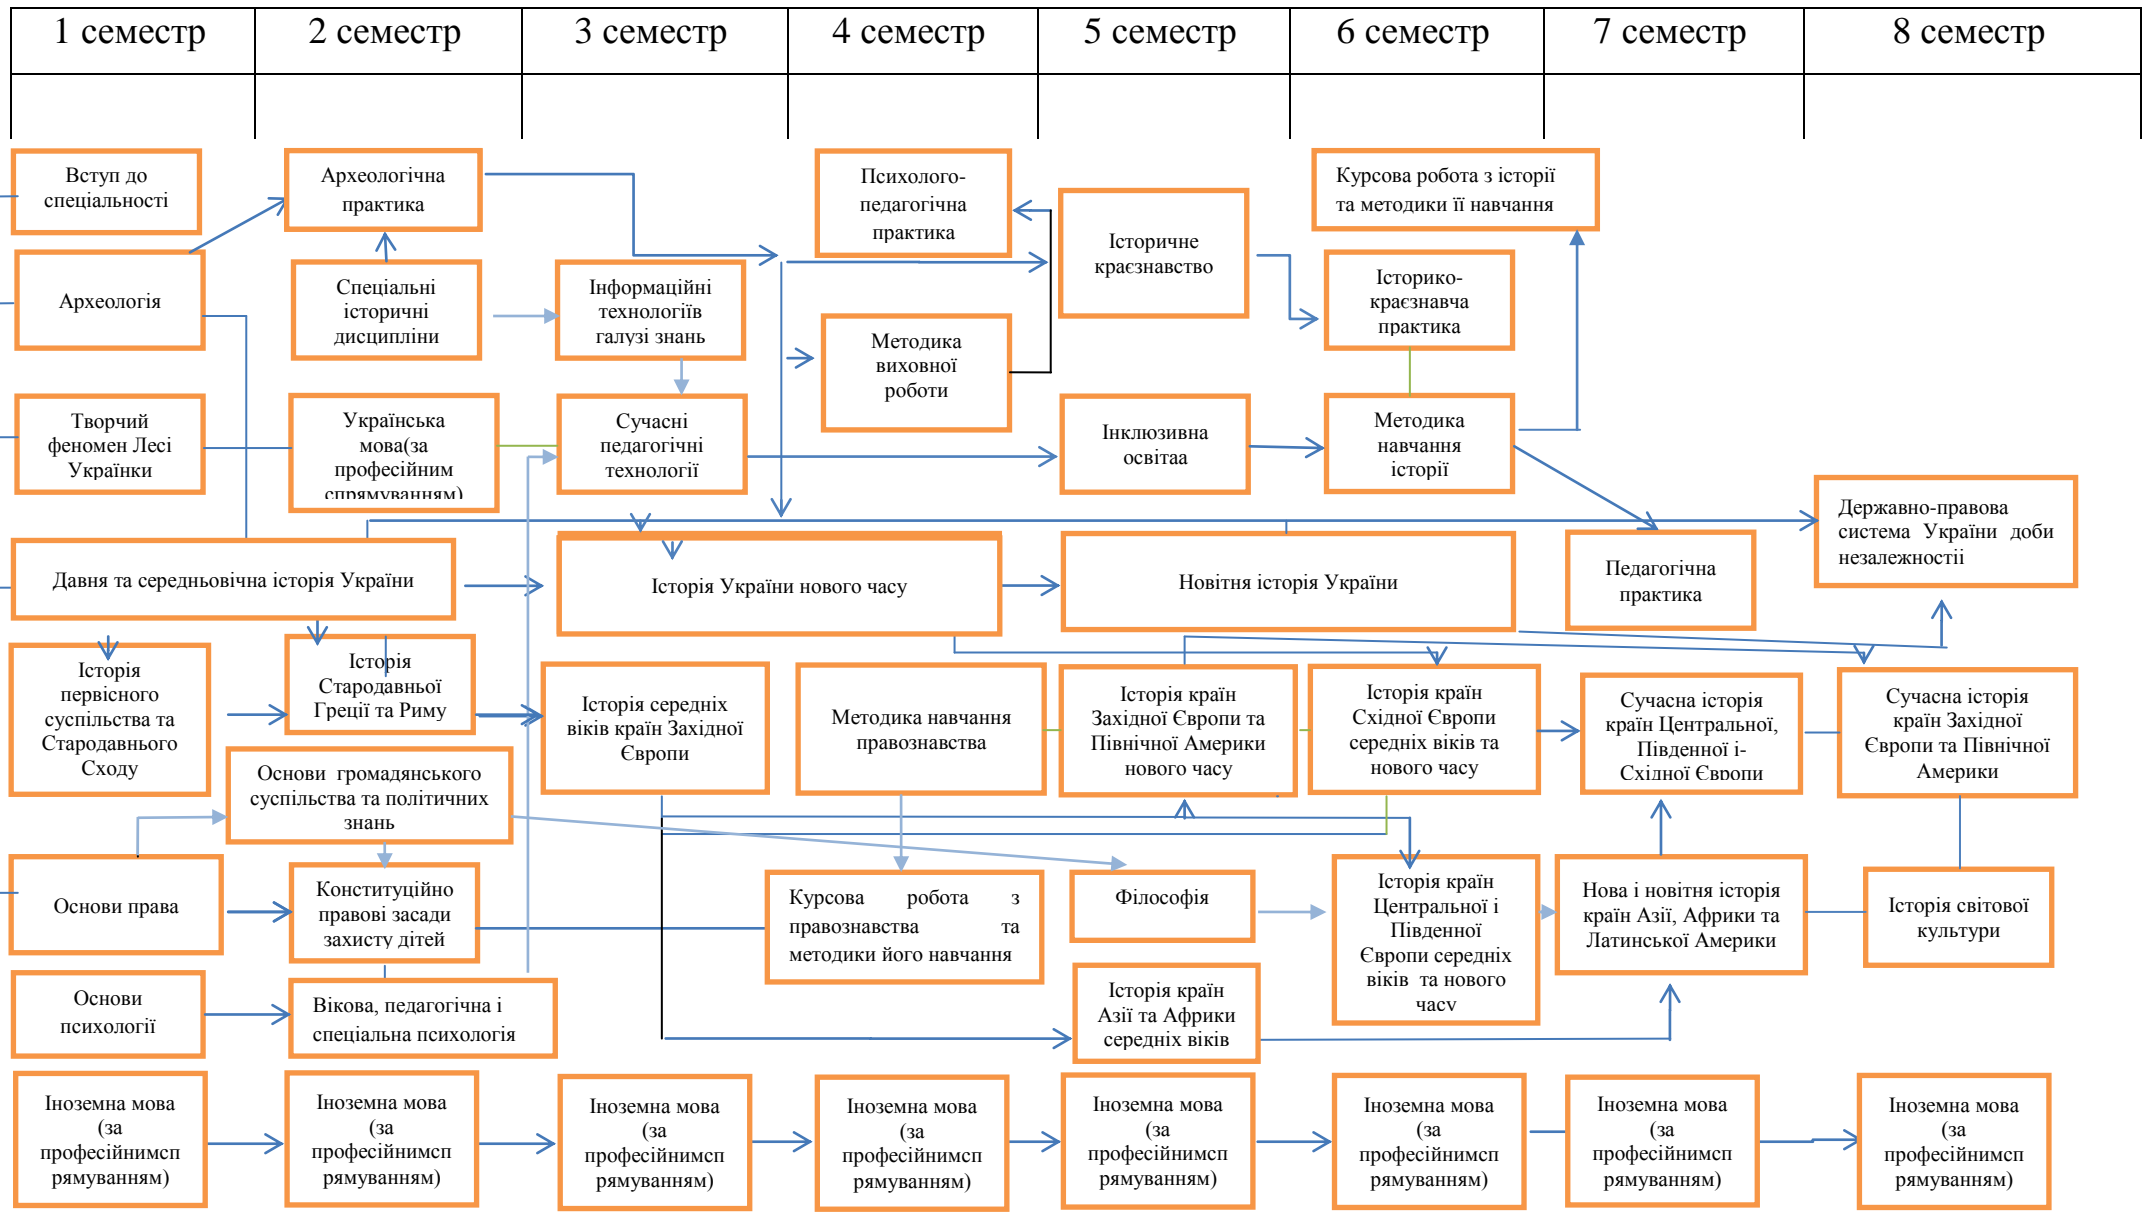 1 семестр
2 семестр
3 семестр
4 семестр
5 семестр
6 семестр
7 семестр
8 семестр
Вступ до
спеціальності
Археологічна
практика
Психолого-
педагогічна
практика
Історичне
краєзнавство
Курсова робота з історії
та методики її навчання
Археологія
Спеціальні
історичні
дисципліни
Інформаційні
технологіїв
галузі знань
Методика
виховної
роботи
Історико-
краєзнавча
практика
Творчий
феномен Лесі
Українки
Українська
мова(за
професійним
спрямуванням)
Сучасні
педагогічні
технології
Інклюзивна
освітаа
Методика
навчання
історії
Державно-правова
система України доби
незалежностіі
Давня та середньовічна історія України
Історія України нового часу
Новітня історія України
Педагогічна
практика
Історія
первісного
суспільства та
Стародавнього
Сходу
Історія
Стародавньої
Греції та Риму
Історія середніх
віків країн Західної
Європи
Методика навчання
правознавства
Історія країн
Західної Європи та
Північної Америки
нового часу
Історія країн
Східної Європи
середніх віків та
нового часу
Сучасна історія
країн Центральної,
Південної і-
Східної Європи
Сучасна історія
країн Західної
Європи та Північної
Америки
Основи громадянського
суспільства та політичних
знань
Основи права
Конституційно
правові засади
захисту дітей
Курсова робота з
правознавства та
методики його навчання
Філософія
Історія країн
Центральної і
Південної
Європи середніх
віків та нового
часу
Нова і новітня історія
країн Азії, Африки та
Латинської Америки
Історія світової
культури
Основи
психології
Вікова, педагогічна і
спеціальна психологія
Історія країн
Азії та Африки
середніх віків
Іноземна мова
(за
професійнимсп
рямуванням)
Іноземна мова
(за
професійнимсп
рямуванням)
Іноземна мова
(за
професійнимсп
рямуванням)
Іноземна мова
(за
професійнимсп
рямуванням)
Іноземна мова
(за
професійнимсп
рямуванням)
Іноземна мова
(за
професійнимсп
рямуванням)
Іноземна мова
(за
професійнимсп
рямуванням)
Іноземна мова
(за
професійнимсп
рямуванням)